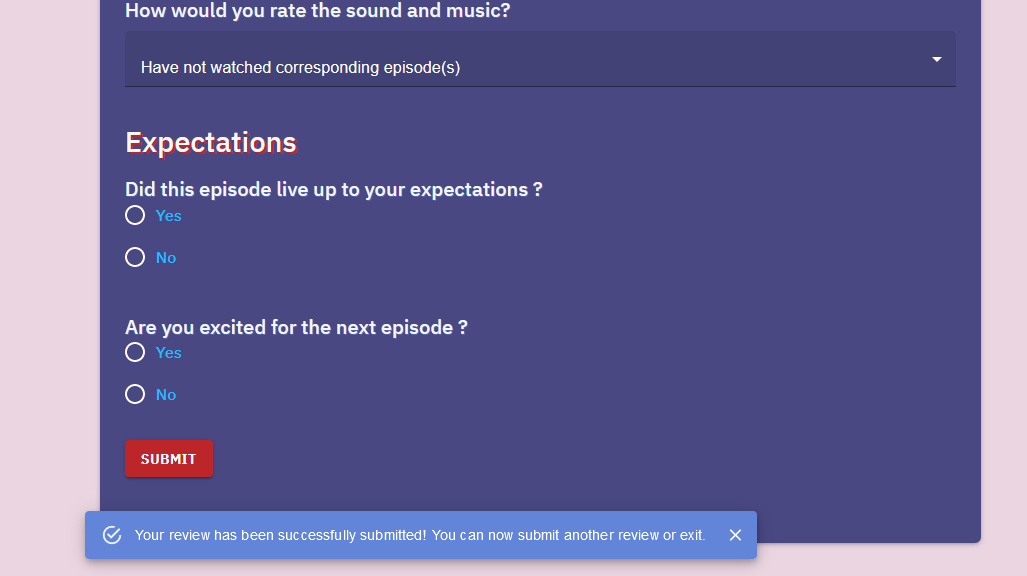 How would you rate the sound and music?
Have not watched corresponding episode(s)
Expectations
Did this episode live up to your expectations ?
Yes
No
Are you excited for the next episode ?
Yes
No
SUBMIT
Your review has been successfully submitted! You can now submit another review or exit.